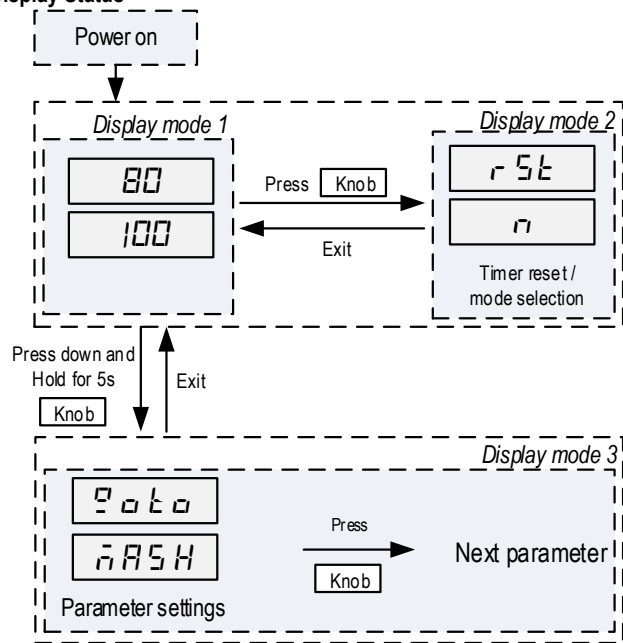 Display Status
Power on
Display mode 1
Display mode 2
80
100
Press Knob
Exit
rSt
n
Timer reset /
mode selection
Press down and
Hold for 5s
Knob
Exit
Display mode 3
MASH
Press
Knob
Next parameter
Parameter settings